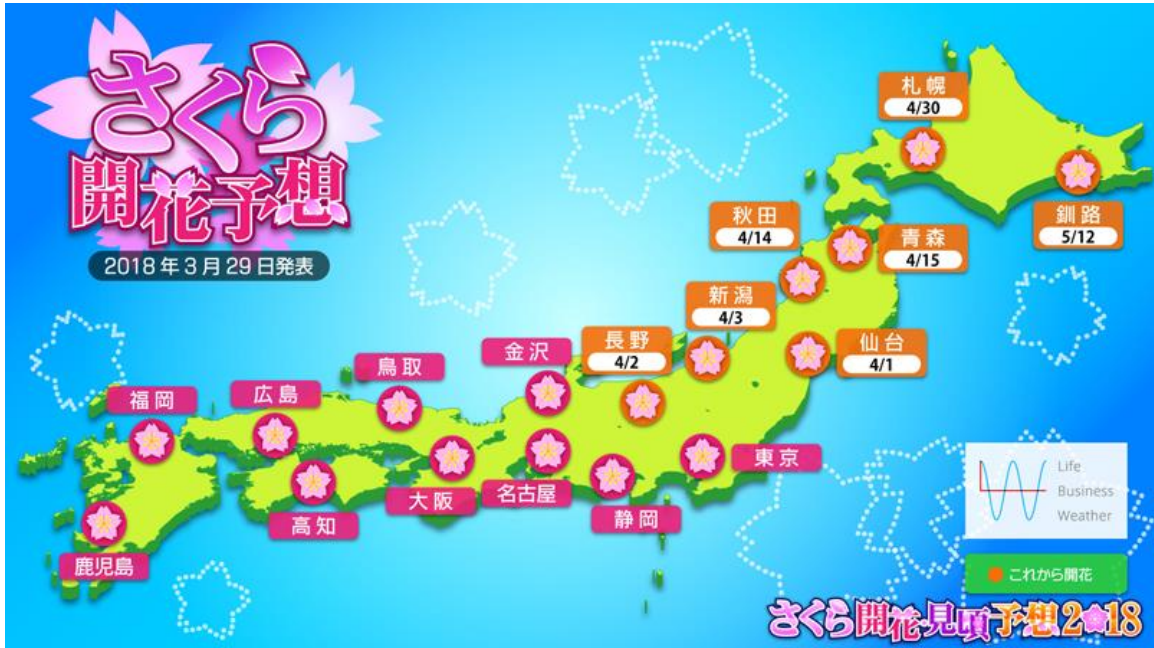 さくら
開花予想
2018年3月29日発表
札幌
4/30
釧路
5/12
秋田
4/14
青森
4/15
新潟
4/3
長野
4/2
仙台
4/1
金沢
鳥取
広島
福岡
東京
大阪
名古屋
静岡
高知
鹿児島
Life
Business
Weather
これから開花
さくら開花・見頃予想2018